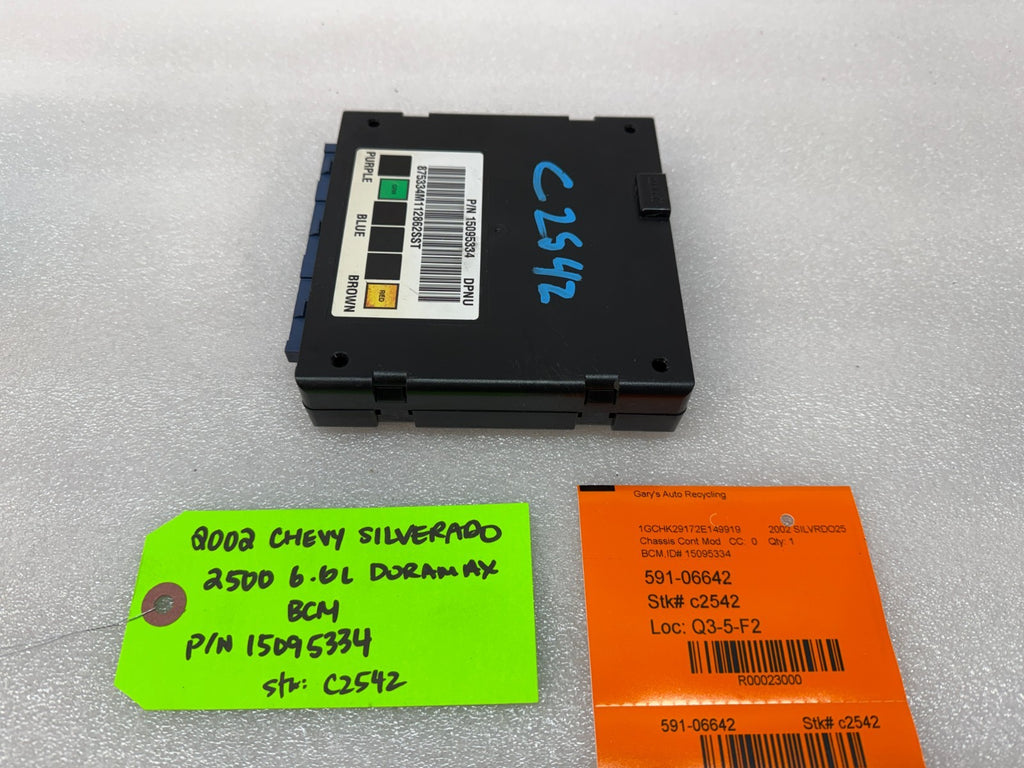 PURPLE
GRN
BLUE
BROWN
RED
875334M112862SST
P/N 15095334 DPNU
C2542
2002 CHEVY SILVERADO
2500 6.6L DURAMAX
BCM
P/N 15095334
stk: C2542
Gary's Auto Recycling
1GCHK29172E149919 2002 SILVRDO25
Chassis Cont Mod CC: 0 Qty: 1
BCM,ID# 15095334
591-06642
Stk# c2542
Loc: Q3-5-F2
R00023000
591-06642 Stk# c2542